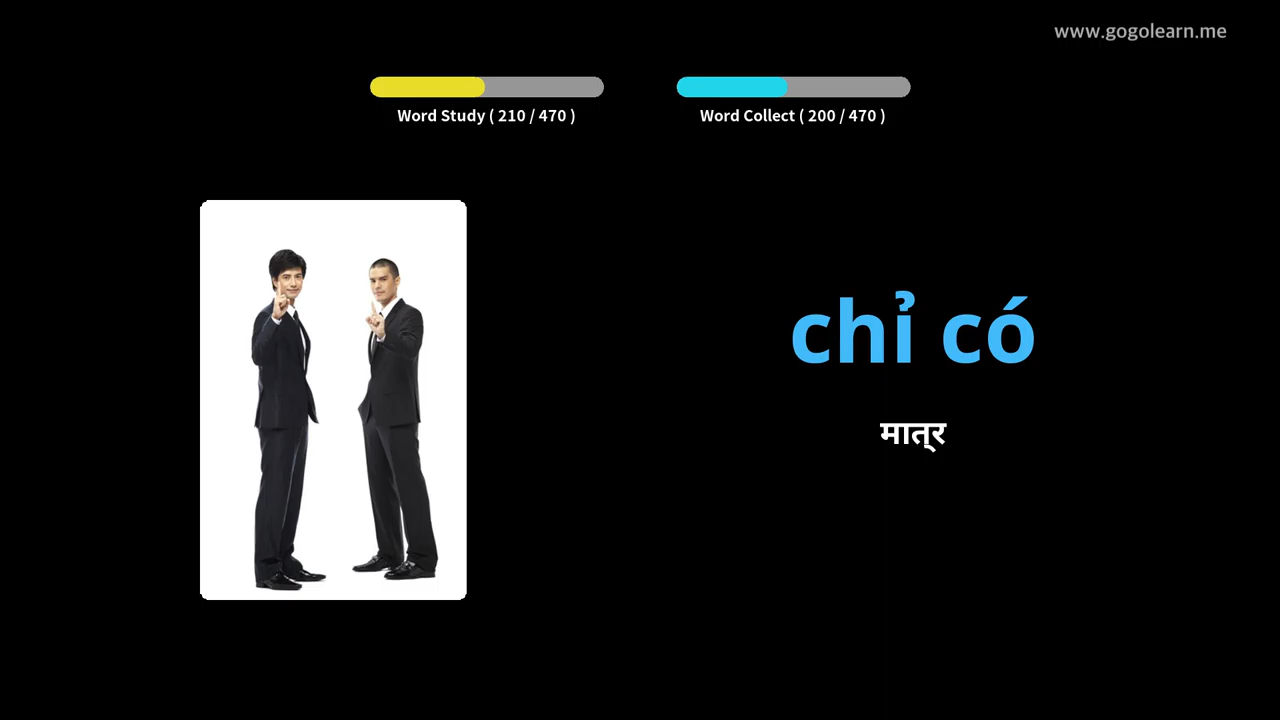 www.gogolearn.me
Word Study ( 210 / 470 )
Word Collect ( 200 / 470 )
chỉ có
मात्र